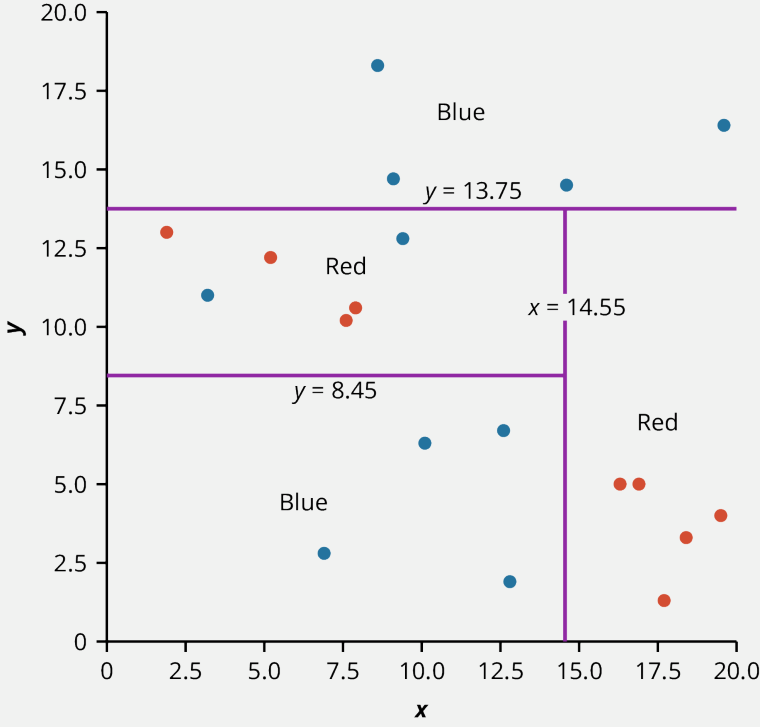 20.0
17.5
15.0
12.5
10.0
7.5
5.0
2.5
0
y
Blue
y = 13.75
Red
x = 14.55
y = 8.45
Red
Blue
0 2.5 5.0 7.5 10.0 12.5 15.0 17.5 20.0
x